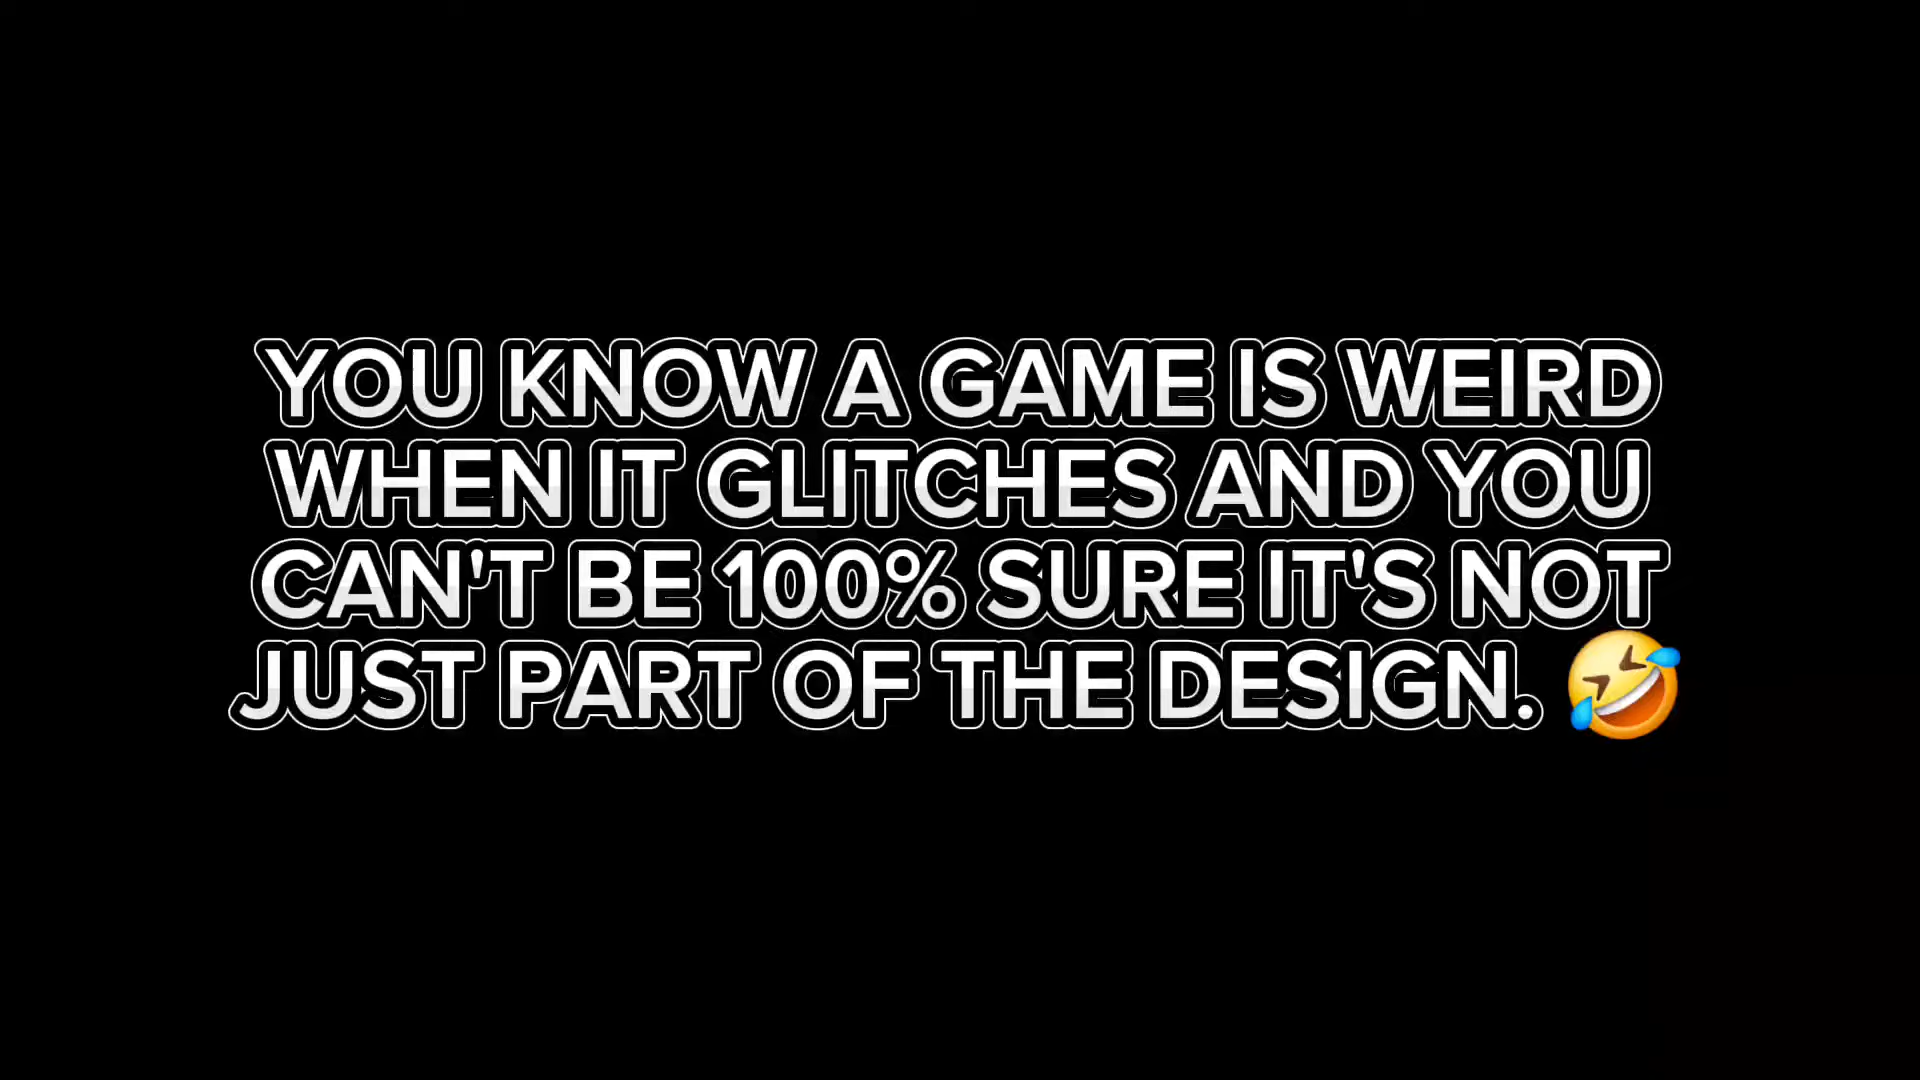 YOU KNOW A GAME IS WEIRD
WHEN IT GLITCHES AND YOU
CAN'T BE 100% SURE IT'S NOT
JUST PART OF THE DESIGN. 🤣